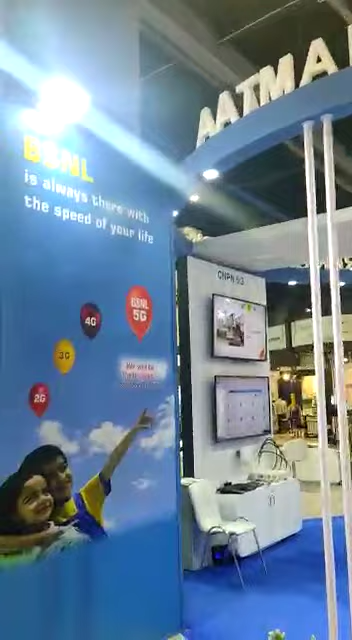 AATMA
BSNL
is always there with
the speed of your life
CNPN 5G
BSNL
5G
4G
3G
2G